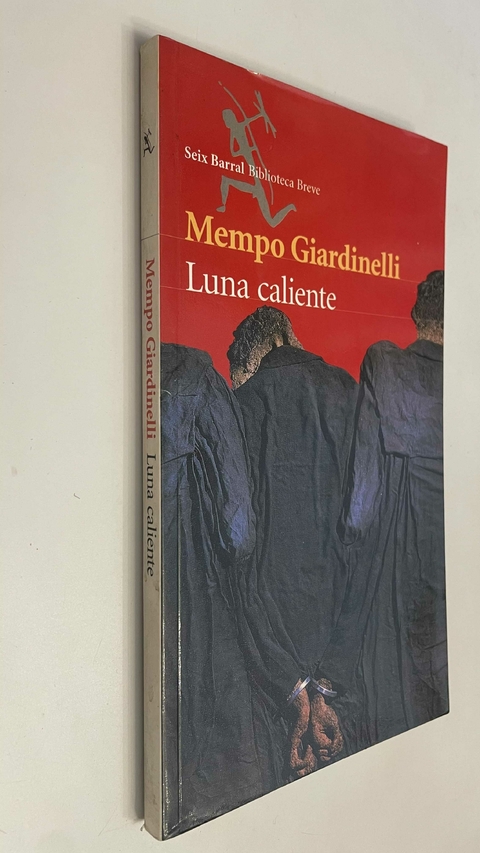 Seix Barral Biblioteca Breve
Mempo Giardinelli
Luna caliente
Mempo Giardinelli Luna caliente